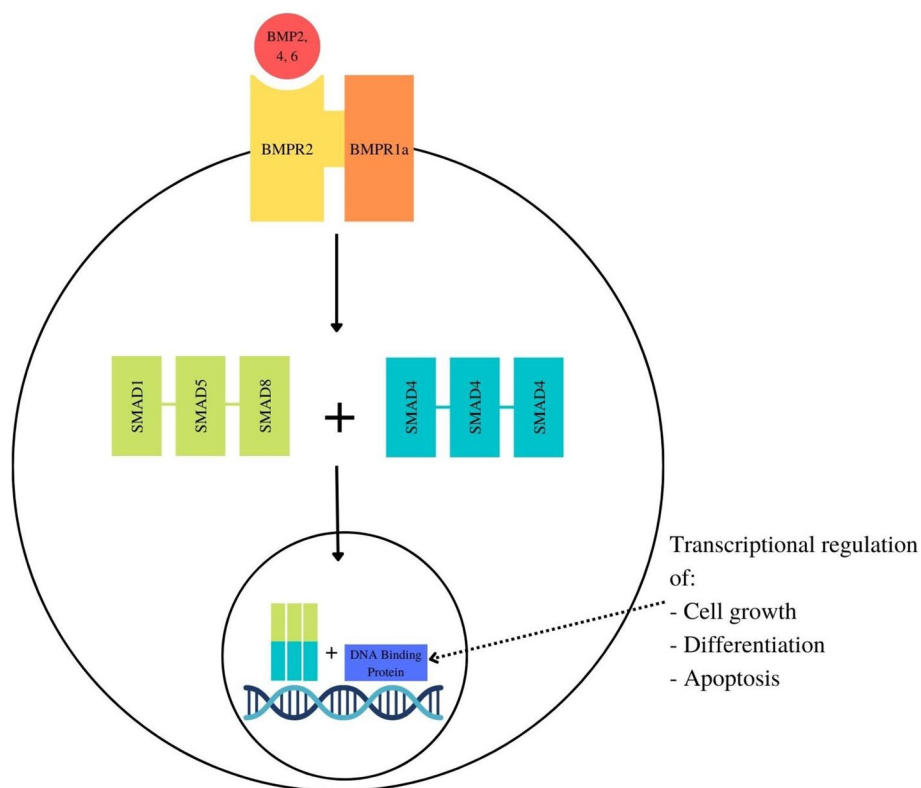 BMP2,
4, 6
BMPR2
BMPR1a
SMAD1
SMAD5
SMAD8
+
SMAD4
SMAD4
SMAD4
Transcriptional regulation
of:
- Cell growth
- Differentiation
- Apoptosis
+
DNA Binding
Protein